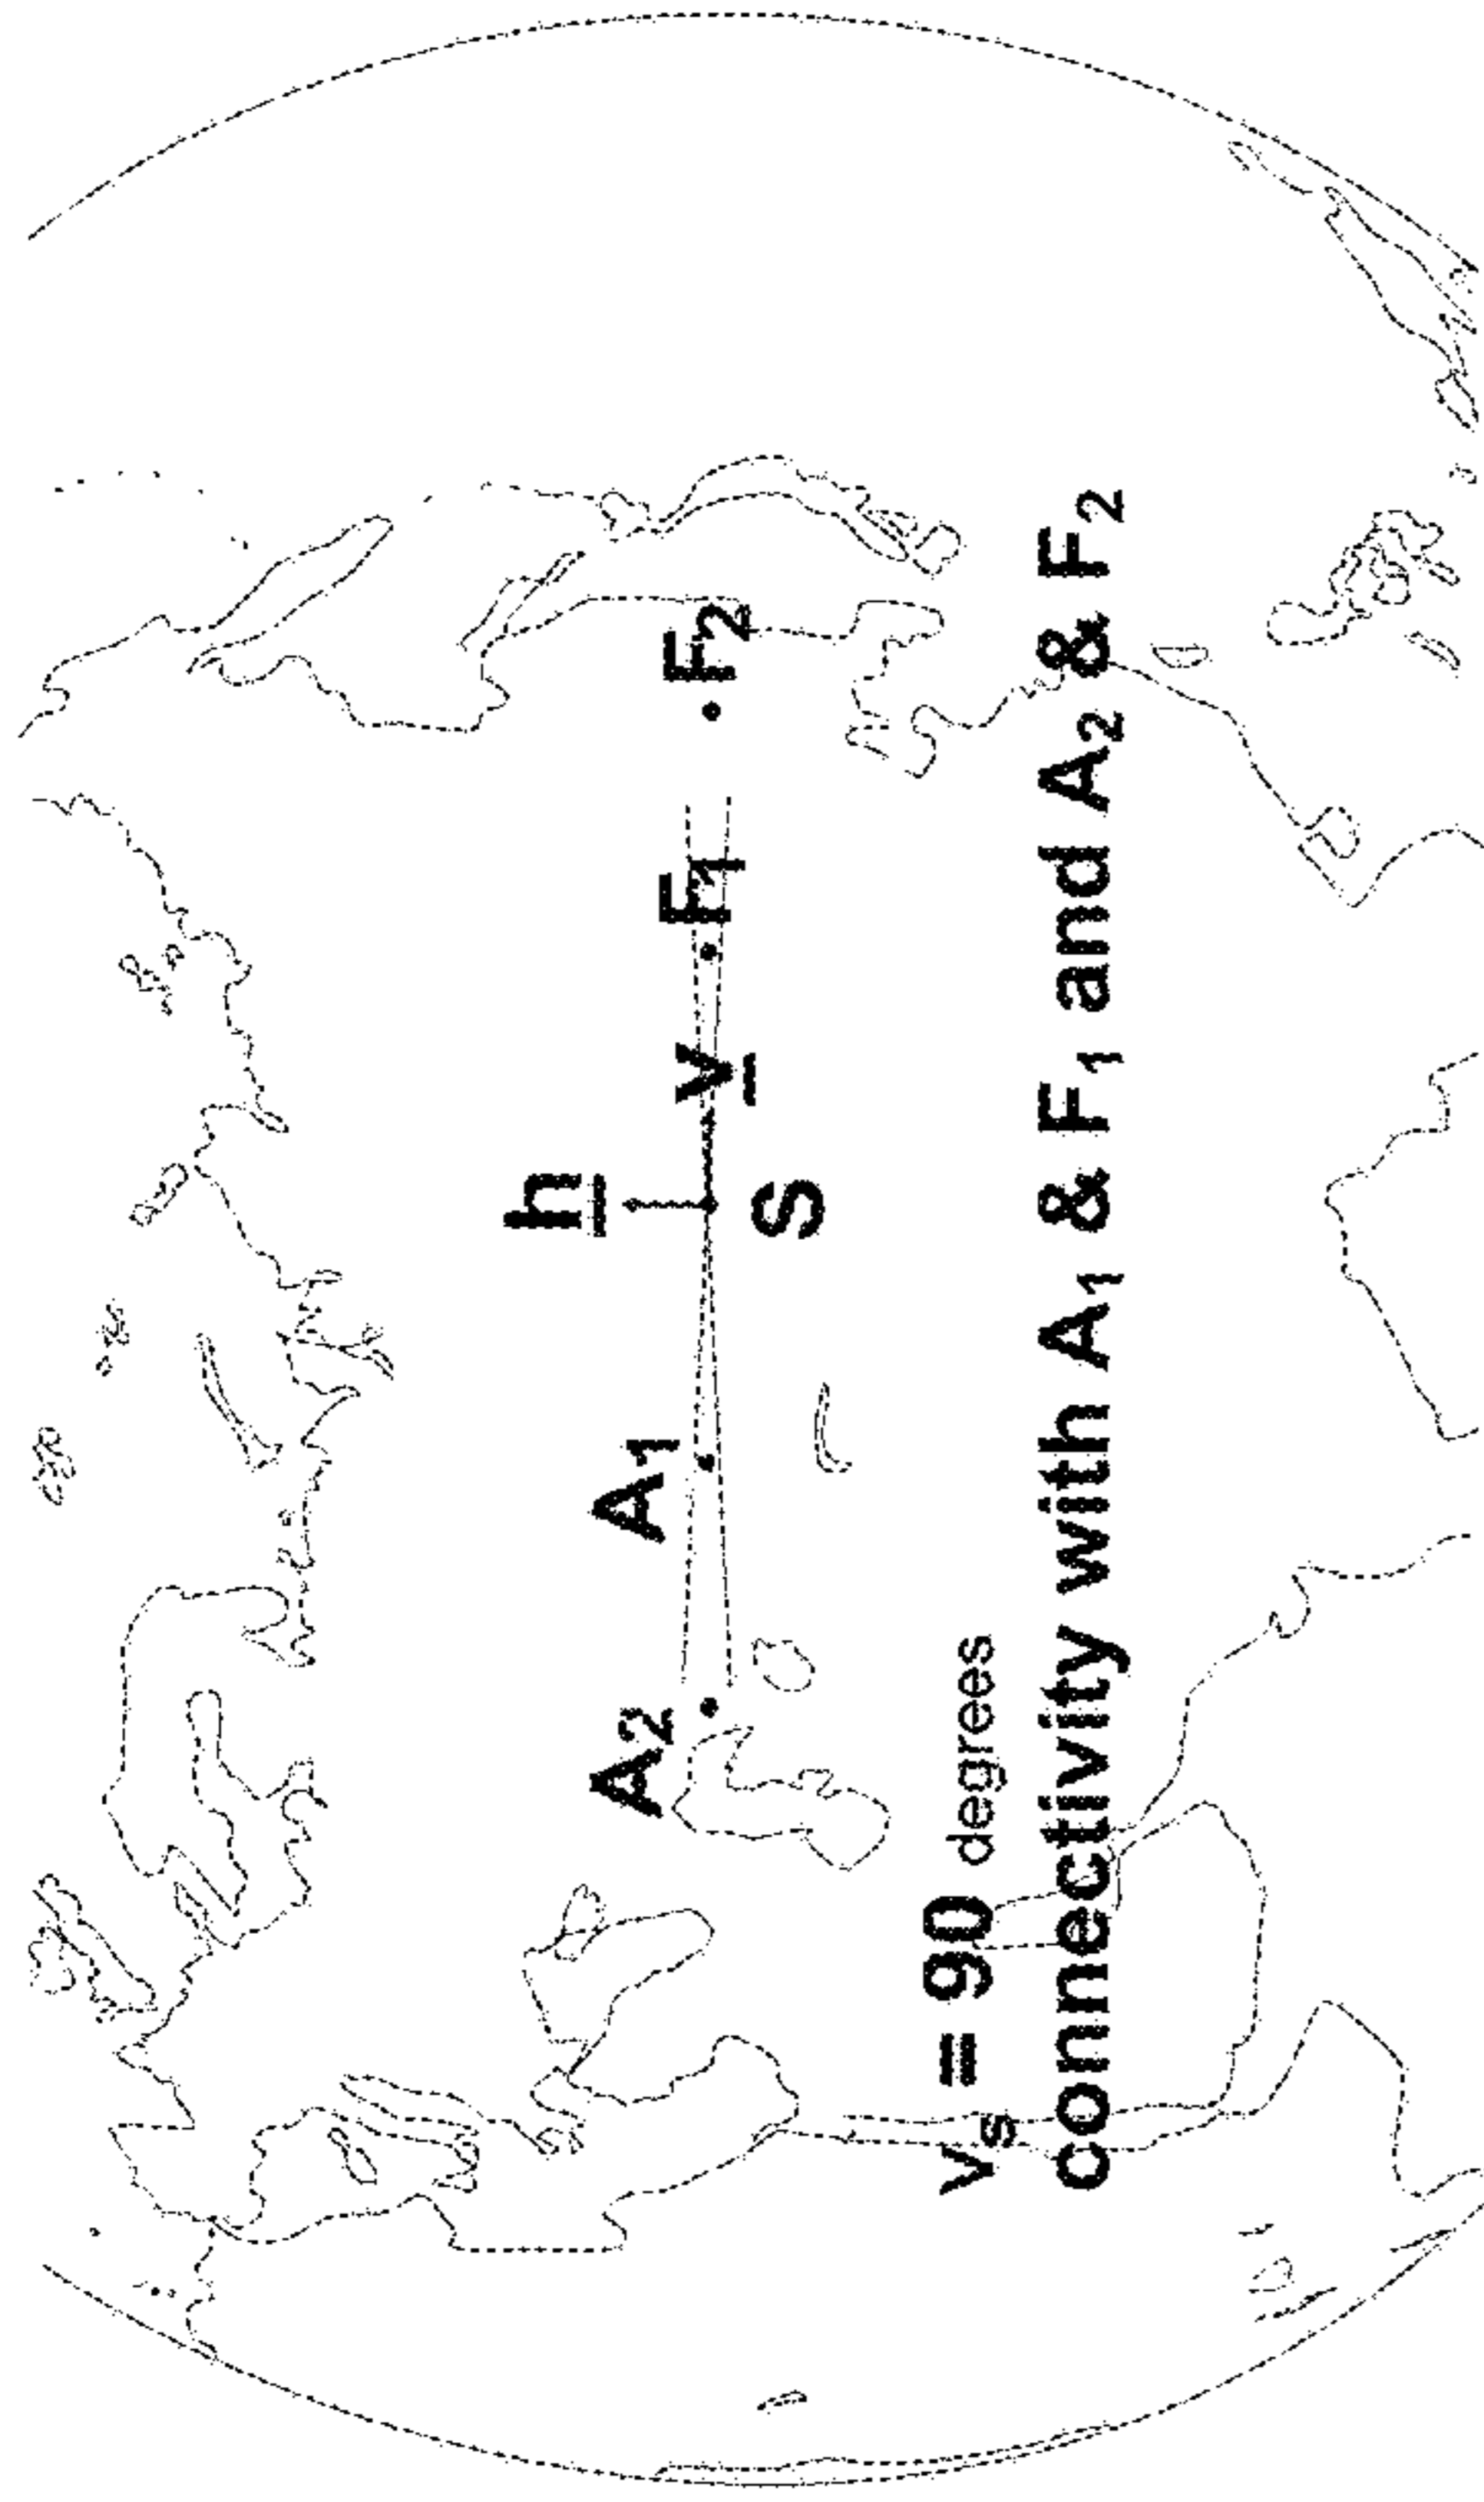 h
A₂ A₁ v .F₁ .F₂
S
vₛ = 90 degrees
connectivity with A₁ & F₁ and A₂ & F₂